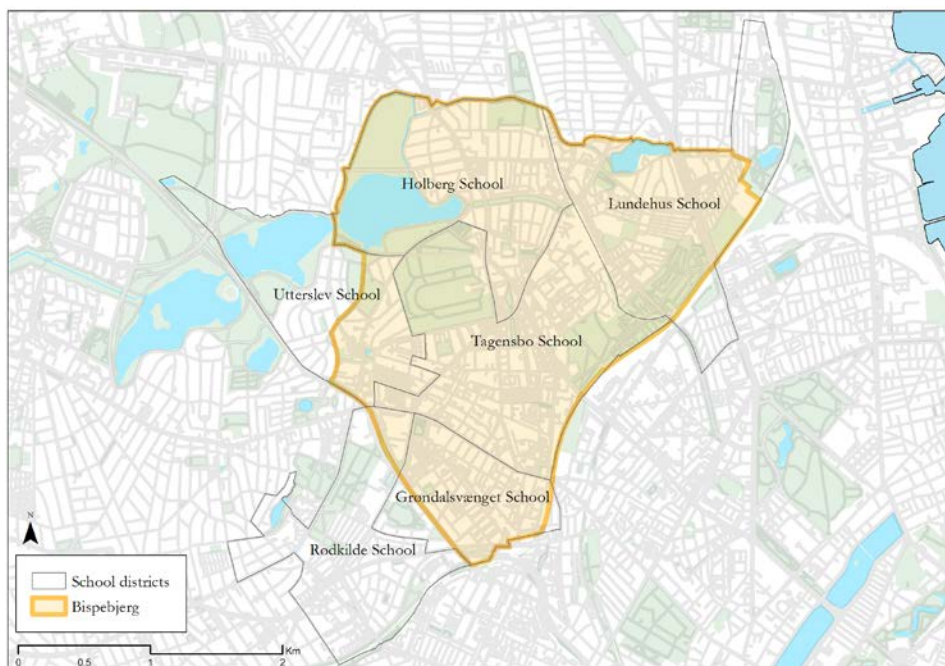 Holberg School
Lundehus School
Utterslev School
Tagensbo School
Grøndalsvænget School
Rødkilde School
N
School districts
Bispebjerg
Km
0 0.5 1 2